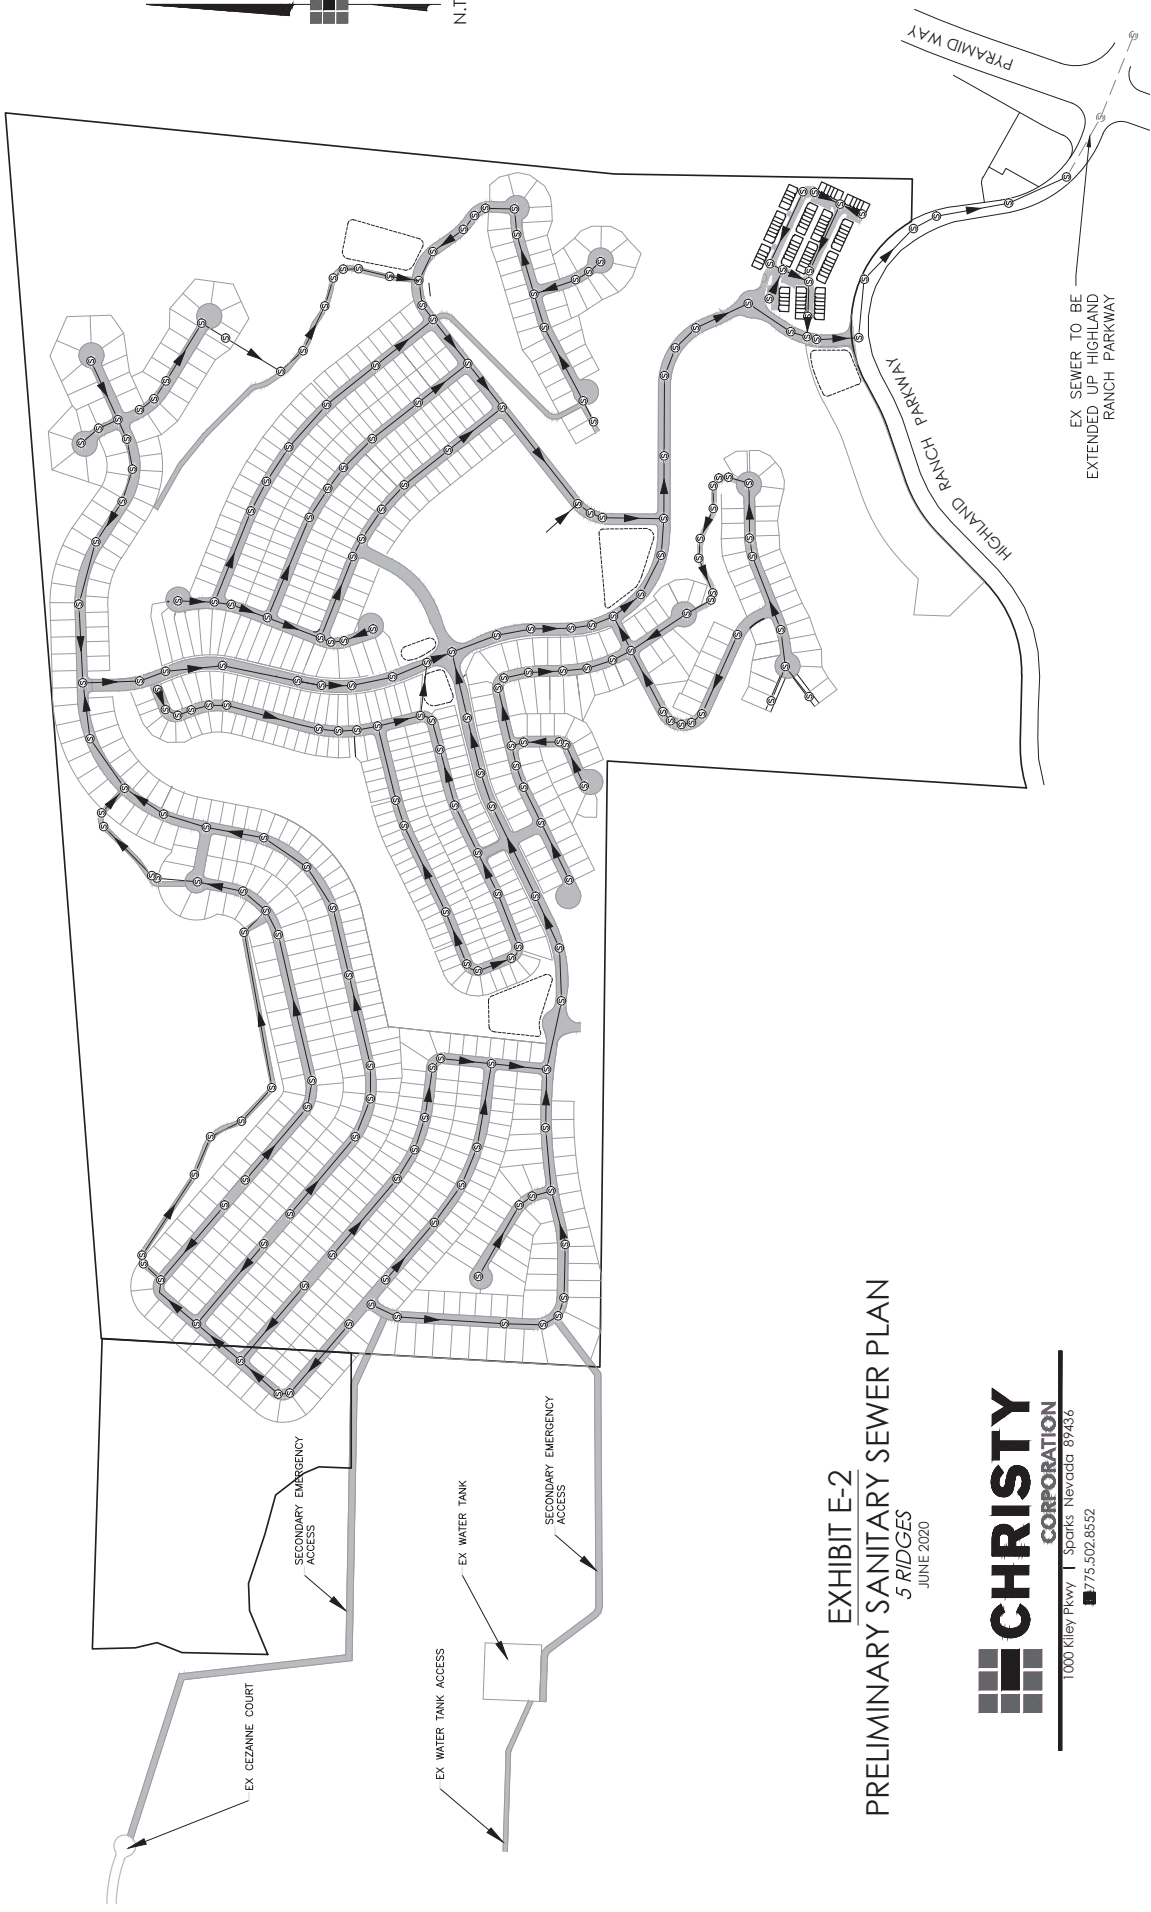 N.T
PYRAMID WAY
HIGHLAND RANCH PARKWAY
EX SEWER TO BE
EXTENDED UP HIGHLAND
RANCH PARKWAY
SECONDARY EMERGENCY
ACCESS
EX WATER TANK
SECONDARY EMERGENCY
ACCESS
EX WATER TANK ACCESS
EX CEZANNE COURT
EXHIBIT E-2
PRELIMINARY SANITARY SEWER PLAN
5 RIDGES
JUNE 2020
CHRISTY
CORPORATION
1000 Kiley Pkwy | Sparks Nevada 89436
775.502.8552